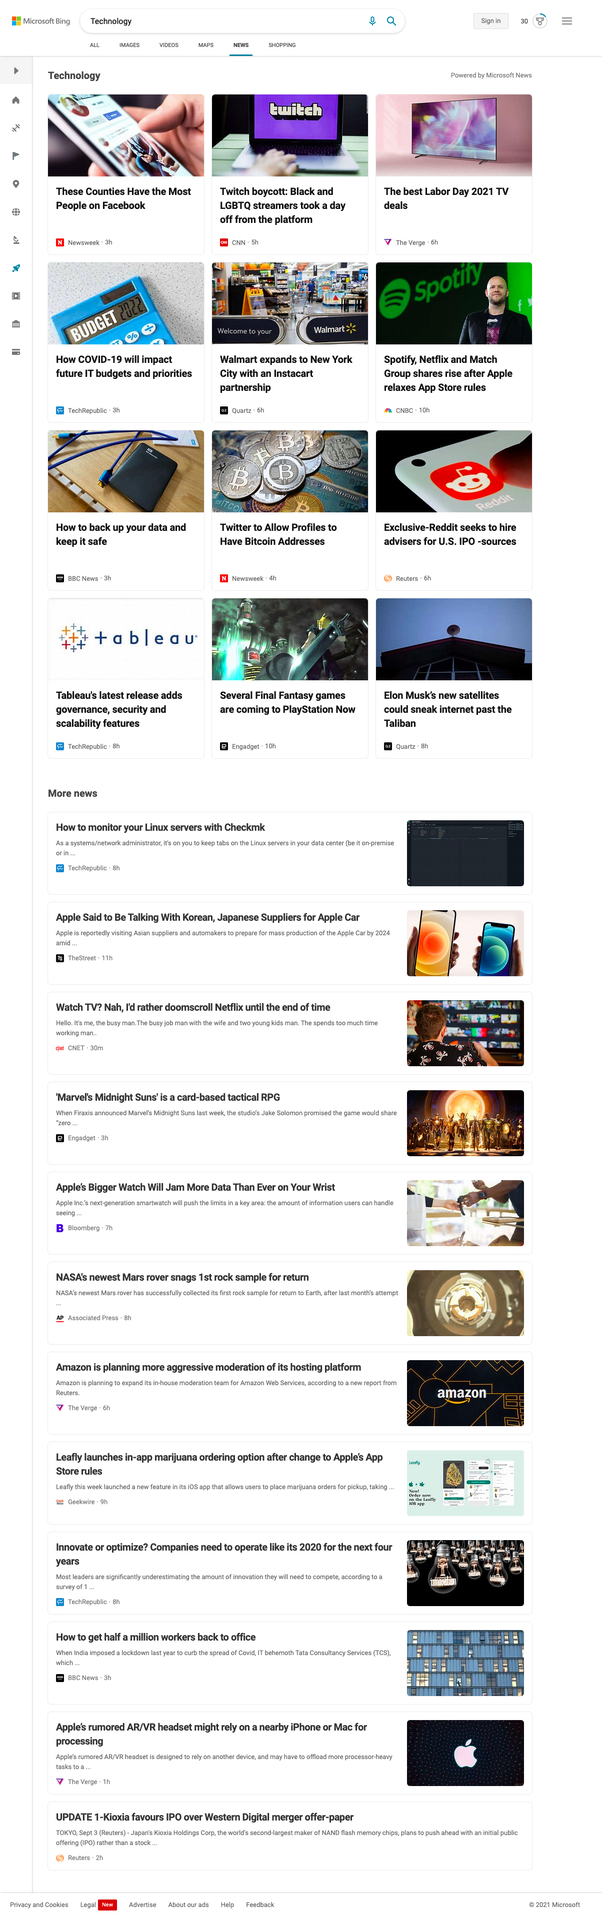 Microsoft Bing
Technology
Sign in
30
ALL IMAGES VIDEOS MAPS NEWS SHOPPING
Technology
Powered by Microsoft News
twitch
These Counties Have the Most
People on Facebook
Newsweek · 3h
Twitch boycott: Black and
LGBTQ streamers took a day
off from the platform
CNN · 5h
The best Labor Day 2021 TV
deals
The Verge · 6h
BUDGET 2022
Welcome to your Walmart
Spotify
How COVID-19 will impact
future IT budgets and priorities
TechRepublic · 3h
Walmart expands to New York
City with an Instacart
partnership
Quartz · 6h
Spotify, Netflix and Match
Group shares rise after Apple
relaxes App Store rules
CNBC · 10h
Reddit
How to back up your data and
keep it safe
BBC News · 3h
Twitter to Allow Profiles to
Have Bitcoin Addresses
Newsweek · 4h
Exclusive-Reddit seeks to hire
advisers for U.S. IPO -sources
Reuters · 6h
+ableau
Tableau's latest release adds
governance, security and
scalability features
TechRepublic · 8h
Several Final Fantasy games
are coming to PlayStation Now
Engadget · 10h
Elon Musk's new satellites
could sneak internet past the
Taliban
Quartz · 8h
More news
How to monitor your Linux servers with Checkmk
As a systems/network administrator, it's on you to keep tabs on the Linux servers in your data center (be it on-premise
or in ...
TechRepublic · 8h
Apple Said to Be Talking With Korean, Japanese Suppliers for Apple Car
Apple is reportedly visiting Asian suppliers and automakers to prepare for mass production of the Apple Car by 2024
amid ...
TheStreet · 11h
Watch TV? Nah, I'd rather doomscroll Netflix until the end of time
Hello. It's me, the busy man.The busy job man with the wife and two young kids man. The spends too much time
working man..
CNET · 30m
'Marvel's Midnight Suns' is a card-based tactical RPG
When Firaxis announced Marvel's Midnight Suns last week, the studio's Jake Solomon promised the game would share
"zero ...
Engadget · 3h
Apple's Bigger Watch Will Jam More Data Than Ever on Your Wrist
Apple Inc.'s next-generation smartwatch will push the limits in a key area: the amount of information users can handle
seeing ...
Bloomberg · 7h
NASA's newest Mars rover snags 1st rock sample for return
NASA's newest Mars rover has successfully collected its first rock sample for return to Earth, after last month's attempt
...
AP Associated Press · 8h
Amazon is planning more aggressive moderation of its hosting platform
Amazon is planning to expand its in-house moderation team for Amazon Web Services, according to a new report from
Reuters.
The Verge · 6h
amazon
Leafly launches in-app marijuana ordering option after change to Apple's App
Store rules
Leafly this week launched a new feature in its iOS app that allows users to place marijuana orders for pickup, taking ...
Geekwire · 9h
Leafly
New!
Order now
on the Leafly
iOS app
Innovate or optimize? Companies need to operate like its 2020 for the next four
years
Most leaders are significantly underestimating the amount of innovation they will need to compete, according to a
survey of 1 ...
TechRepublic · 8h
How to get half a million workers back to office
When India imposed a lockdown last year to curb the spread of Covid, IT behemoth Tata Consultancy Services (TCS),
which ...
BBC News · 3h
Apple's rumored AR/VR headset might rely on a nearby iPhone or Mac for
processing
Apple's rumored AR/VR headset is designed to rely on another device, and may have to offload more processor-heavy
tasks to a ...
The Verge · 1h
UPDATE 1-Kioxia favours IPO over Western Digital merger offer-paper
TOKYO, Sept 3 (Reuters) - Japan's Kioxia Holdings Corp, the world's second-largest maker of NAND flash memory chips, plans to push ahead with an initial public
offering (IPO) rather than a stock ...
Reuters · 2h
Privacy and Cookies Legal New Advertise About our ads Help Feedback
© 2021 Microsoft